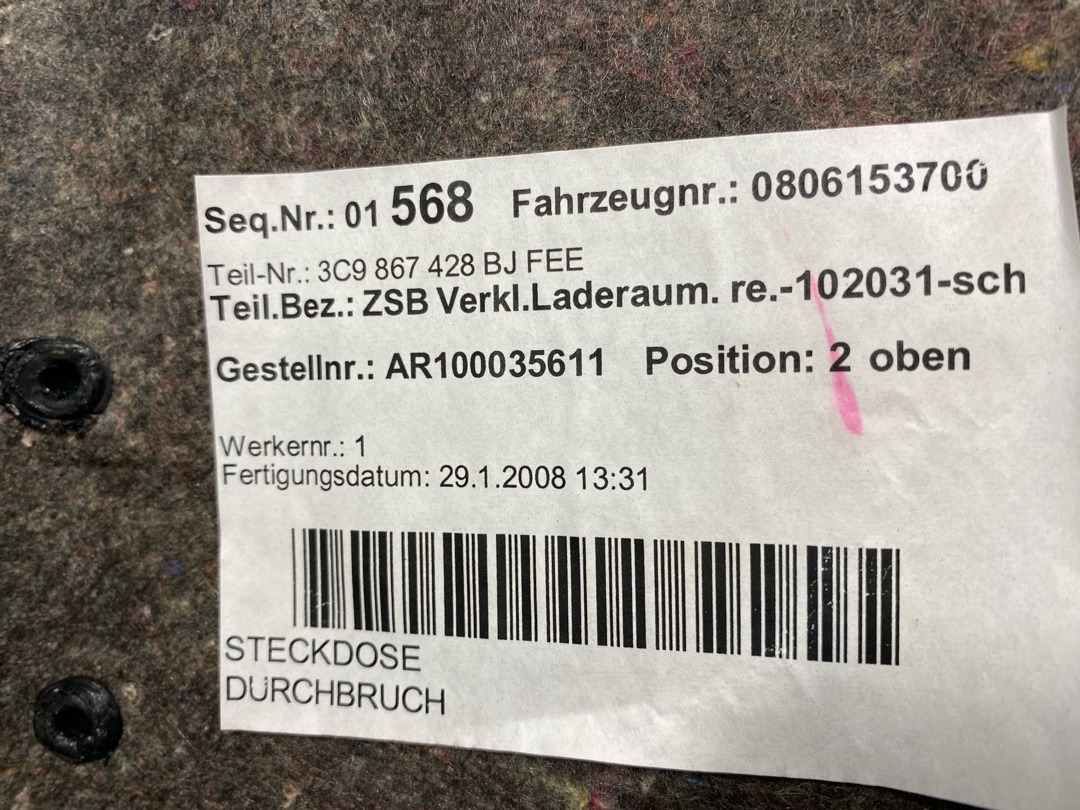 Seq.Nr.: 01 568 Fahrzeugnr.: 0806153700
Teil-Nr.: 3C9 867 428 BJ FEE
Teil.Bez.: ZSB Verkl.Laderaum. re.-102031-sch
Gestellnr.: AR100035611 Position: 2 oben
Werkernr.: 1
Fertigungsdatum: 29.1.2008 13:31
STECKDOSE
DURCHBRUCH